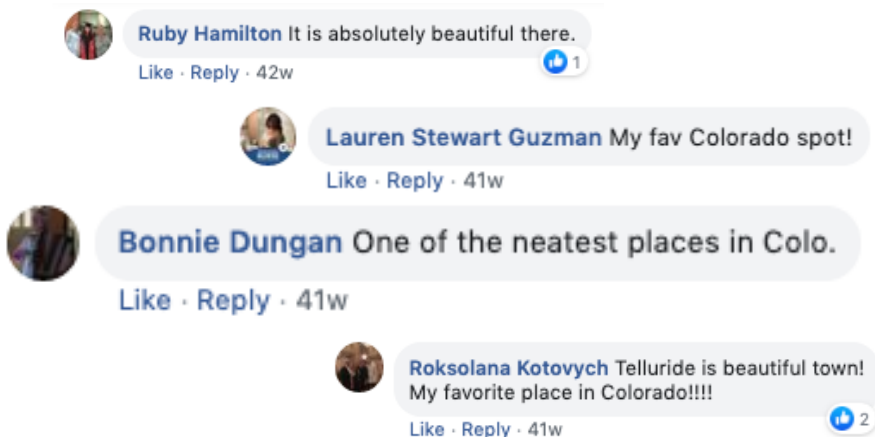 Ruby Hamilton It is absolutely beautiful there.
Like · Reply · 42w
1
Lauren Stewart Guzman My fav Colorado spot!
Like · Reply · 41w
Bonnie Dungan One of the neatest places in Colo.
Like · Reply · 41w
Roksolana Kotovych Telluride is beautiful town!
My favorite place in Colorado!!!!
Like · Reply · 41w
2